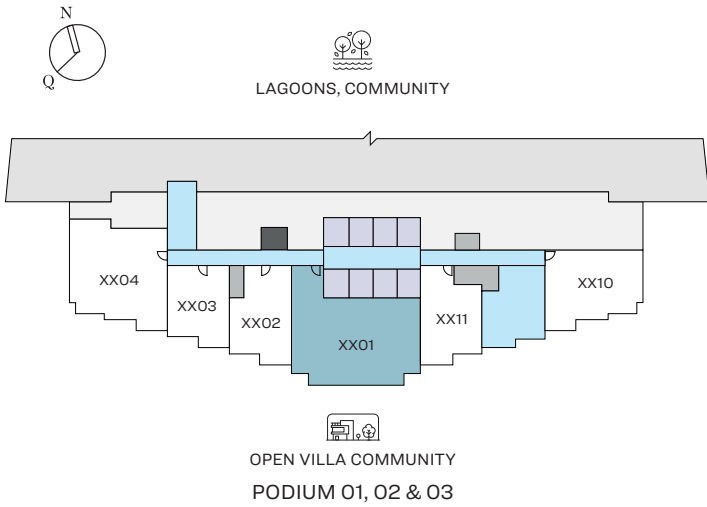 N
Q
LAGOONS, COMMUNITY
XX04
XX03
XX02
XX01
XX11
XX10
OPEN VILLA COMMUNITY
PODIUM 01, 02 & 03